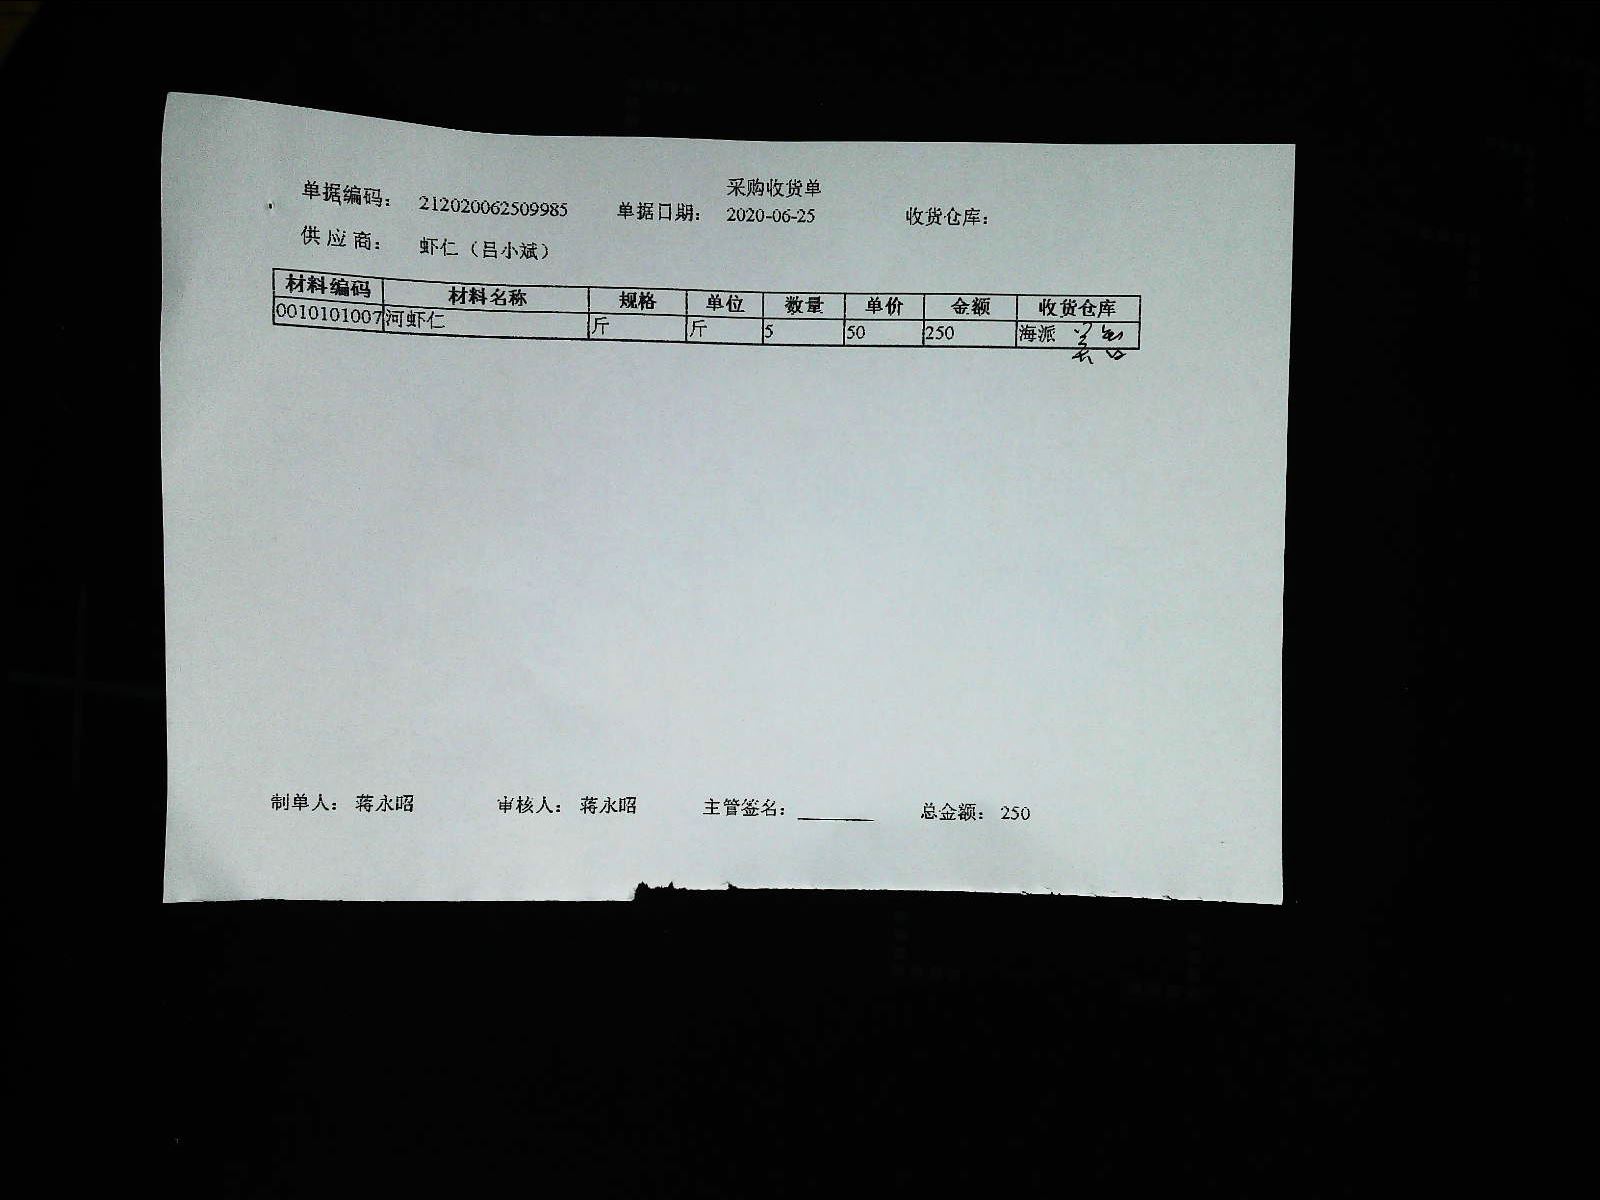 采购收货单
单据编码： 212020062509985 单据日期： 2020-06-25 收货仓库：
供应商： 虾仁（吕小斌）
材料编码 材料名称 规格 单位 数量 单价 金额 收货仓库
0010101007 河虾仁 斤 斤 5 50 250 海派
制单人： 蒋永昭 审核人： 蒋永昭 主管签名： 总金额： 250